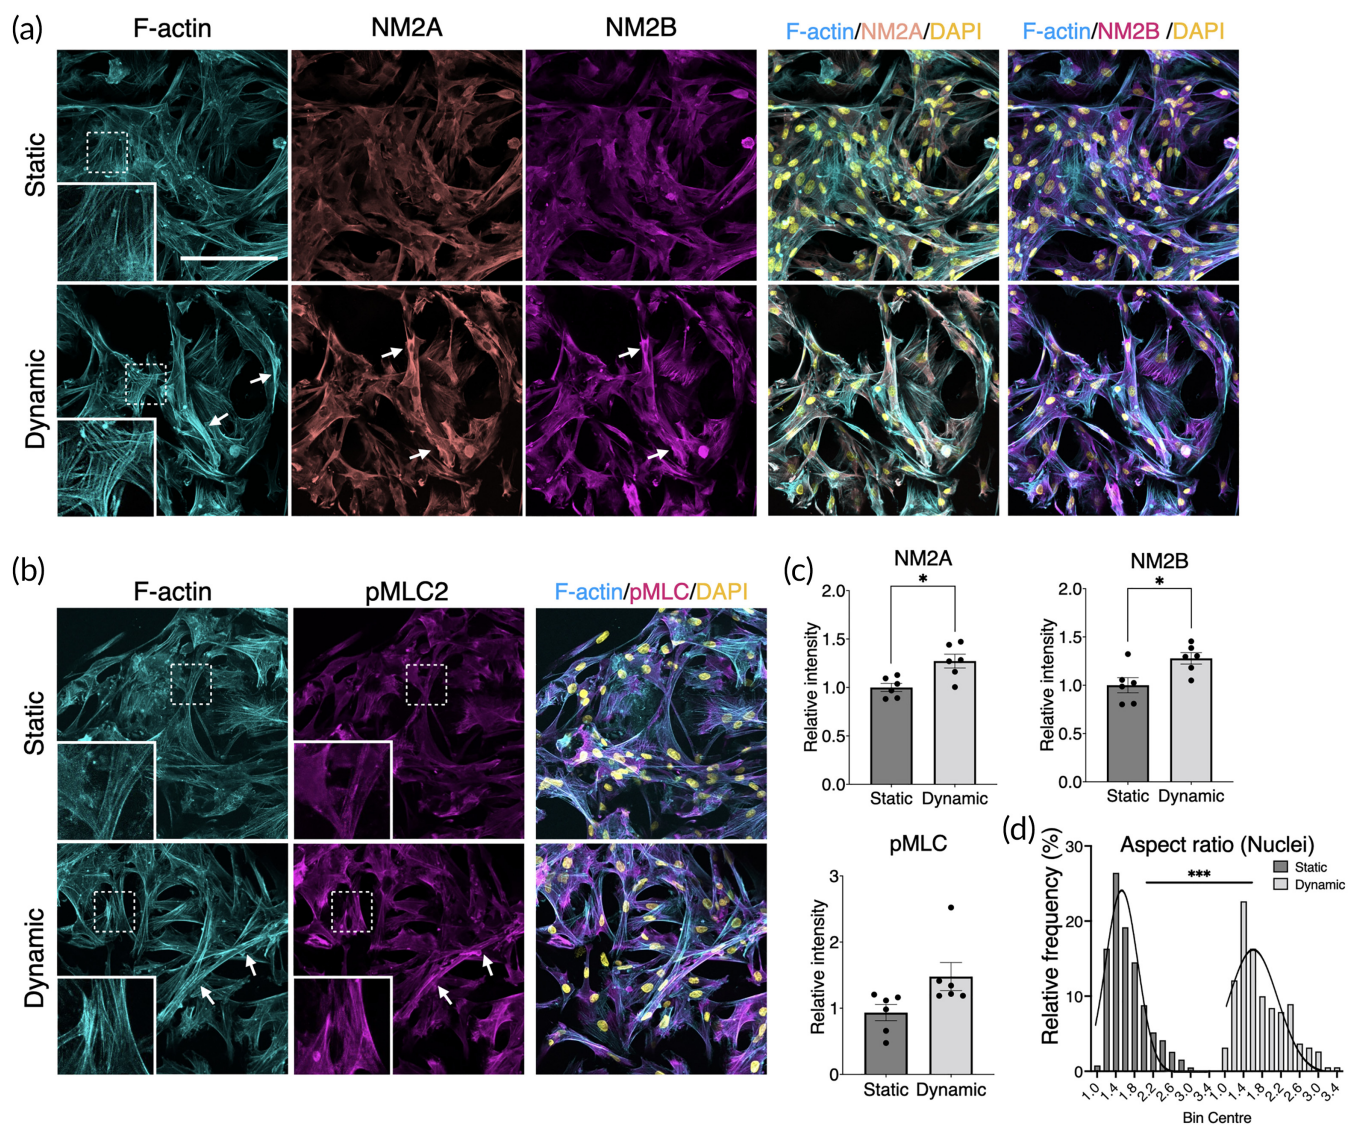 (a)
F-actin
NM2A
NM2B
F-actin/NM2A/DAPI
F-actin/NM2B /DAPI
Static
Dynamic
(b)
F-actin
pMLC2
F-actin/pMLC/DAPI
Static
Dynamic
(c)
NM2A
*
Relative intensity
2.0
1.5
1.0
0.5
0.0
Static Dynamic
NM2B
*
Relative intensity
2.0
1.5
1.0
0.5
0.0
Static Dynamic
pMLC
Relative intensity
3
2
1
0
Static Dynamic
(d)
Aspect ratio (Nuclei)
Static
Dynamic
***
Relative frequency (%)
30
20
10
0
1.0 1.4 1.8 2.2 2.6 3.0 3.4 1.0 1.4 1.8 2.2 2.6 3.0 3.4
Bin Centre